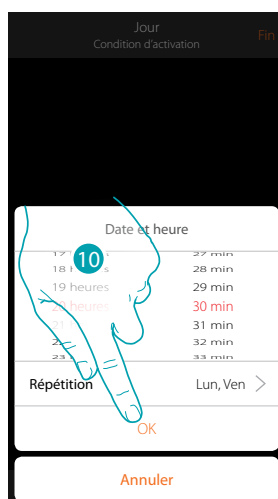 Jour
Condition d'activation
Fin
Date et heure
27 min
10
18 28 min
19 heures 29 min
20 heures 30 min
31 min
32 min
23 33 min
Répétition Lun, Ven
OK
Annuler